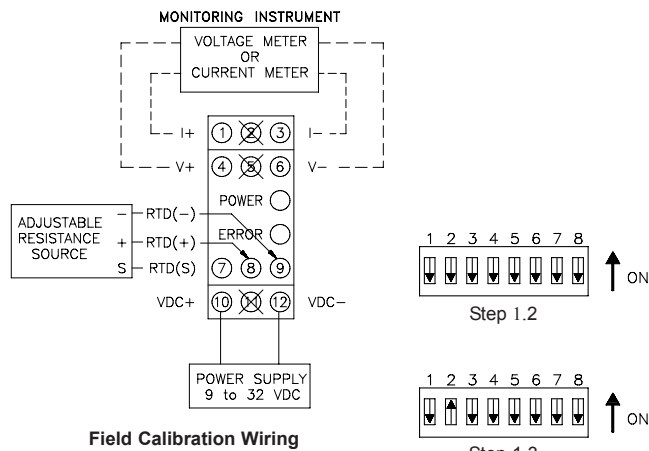 MONITORING INSTRUMENT
VOLTAGE METER
OR
CURRENT METER
I+ 1 2 3 I-
V+ 4 5 6 V-
POWER
ERROR
ADJUSTABLE
RESISTANCE
SOURCE
- RTD(-)
+ RTD(+)
S RTD(S) 7 8 9
VDC+ 10 11 12 VDC-
POWER SUPPLY
9 to 32 VDC
Field Calibration Wiring
1 2 3 4 5 6 7 8
ON
Step 1.2
1 2 3 4 5 6 7 8
ON
Step 1.3